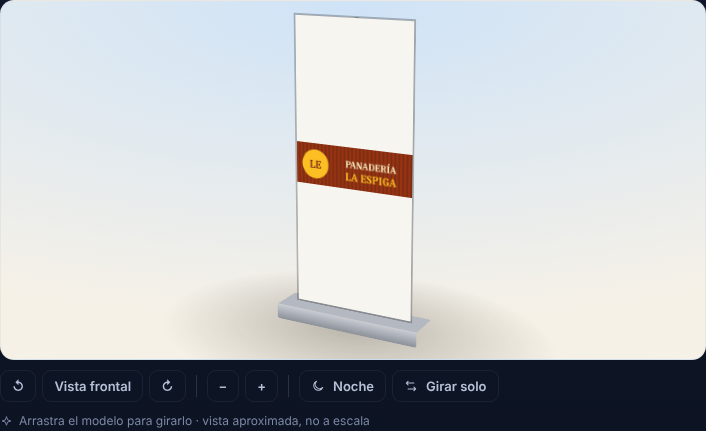 LE
PANADERÍA
LA ESPIGA
Vista frontal
−
+
Noche
Girar solo
Arrastra el modelo para girarlo · vista aproximada, no a escala